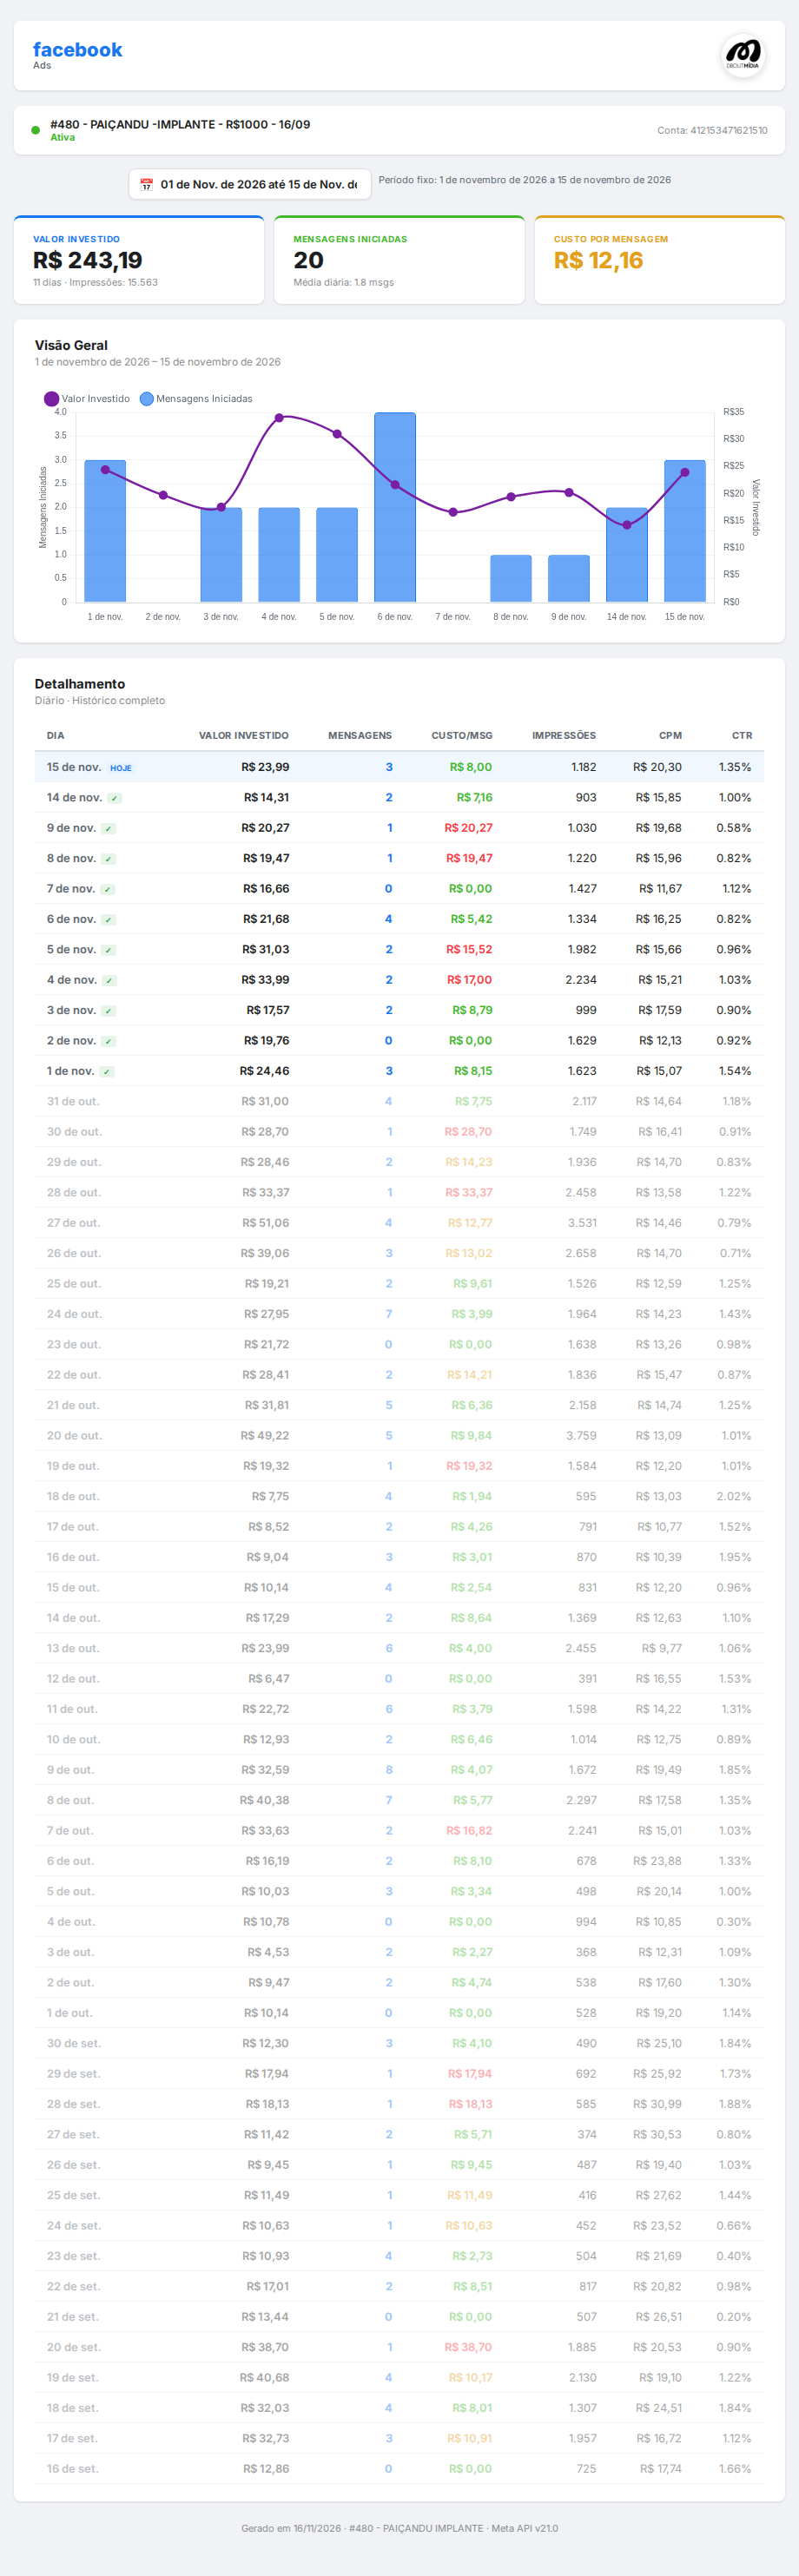 facebook
Ads
DBOUTMÍDIA
#480 - PAIÇANDU -IMPLANTE - R$1000 - 16/09
Ativa
Conta: 412153471621510
01 de Nov. de 2026 até 15 de Nov. de
Período fixo: 1 de novembro de 2026 a 15 de novembro de 2026
VALOR INVESTIDO
R$ 243,19
11 dias · Impressões: 15.563
MENSAGENS INICIADAS
20
Média diária: 1.8 msgs
CUSTO POR MENSAGEM
R$ 12,16
Visão Geral
1 de novembro de 2026 – 15 de novembro de 2026
Valor Investido Mensagens Iniciadas
4.0
3.5
3.0
2.5
2.0
1.5
1.0
0.5
0
Mensagens Iniciadas
R$35
R$30
R$25
R$20
R$15
R$10
R$5
R$0
Valor Investido
1 de nov. 2 de nov. 3 de nov. 4 de nov. 5 de nov. 6 de nov. 7 de nov. 8 de nov. 9 de nov. 14 de nov. 15 de nov.
Detalhamento
Diário · Histórico completo
DIA VALOR INVESTIDO MENSAGENS CUSTO/MSG IMPRESSÕES CPM CTR
15 de nov. HOJE R$ 23,99 3 R$ 8,00 1.182 R$ 20,30 1.35%
14 de nov. ✓ R$ 14,31 2 R$ 7,16 903 R$ 15,85 1.00%
9 de nov. ✓ R$ 20,27 1 R$ 20,27 1.030 R$ 19,68 0.58%
8 de nov. ✓ R$ 19,47 1 R$ 19,47 1.220 R$ 15,96 0.82%
7 de nov. ✓ R$ 16,66 0 R$ 0,00 1.427 R$ 11,67 1.12%
6 de nov. ✓ R$ 21,68 4 R$ 5,42 1.334 R$ 16,25 0.82%
5 de nov. ✓ R$ 31,03 2 R$ 15,52 1.982 R$ 15,66 0.96%
4 de nov. ✓ R$ 33,99 2 R$ 17,00 2.234 R$ 15,21 1.03%
3 de nov. ✓ R$ 17,57 2 R$ 8,79 999 R$ 17,59 0.90%
2 de nov. ✓ R$ 19,76 0 R$ 0,00 1.629 R$ 12,13 0.92%
1 de nov. ✓ R$ 24,46 3 R$ 8,15 1.623 R$ 15,07 1.54%
31 de out. R$ 31,00 4 R$ 7,75 2.117 R$ 14,64 1.18%
30 de out. R$ 28,70 1 R$ 28,70 1.749 R$ 16,41 0.91%
29 de out. R$ 28,46 2 R$ 14,23 1.936 R$ 14,70 0.83%
28 de out. R$ 33,37 1 R$ 33,37 2.458 R$ 13,58 1.22%
27 de out. R$ 51,06 4 R$ 12,77 3.531 R$ 14,46 0.79%
26 de out. R$ 39,06 3 R$ 13,02 2.658 R$ 14,70 0.71%
25 de out. R$ 19,21 2 R$ 9,61 1.526 R$ 12,59 1.25%
24 de out. R$ 27,95 7 R$ 3,99 1.964 R$ 14,23 1.43%
23 de out. R$ 21,72 0 R$ 0,00 1.638 R$ 13,26 0.98%
22 de out. R$ 28,41 2 R$ 14,21 1.836 R$ 15,47 0.87%
21 de out. R$ 31,81 5 R$ 6,36 2.158 R$ 14,74 1.25%
20 de out. R$ 49,22 5 R$ 9,84 3.759 R$ 13,09 1.01%
19 de out. R$ 19,32 1 R$ 19,32 1.584 R$ 12,20 1.01%
18 de out. R$ 7,75 4 R$ 1,94 595 R$ 13,03 2.02%
17 de out. R$ 8,52 2 R$ 4,26 791 R$ 10,77 1.52%
16 de out. R$ 9,04 3 R$ 3,01 870 R$ 10,39 1.95%
15 de out. R$ 10,14 4 R$ 2,54 831 R$ 12,20 0.96%
14 de out. R$ 17,29 2 R$ 8,64 1.369 R$ 12,63 1.10%
13 de out. R$ 23,99 6 R$ 4,00 2.455 R$ 9,77 1.06%
12 de out. R$ 6,47 0 R$ 0,00 391 R$ 16,55 1.53%
11 de out. R$ 22,72 6 R$ 3,79 1.598 R$ 14,22 1.31%
10 de out. R$ 12,93 2 R$ 6,46 1.014 R$ 12,75 0.89%
9 de out. R$ 32,59 8 R$ 4,07 1.672 R$ 19,49 1.85%
8 de out. R$ 40,38 7 R$ 5,77 2.297 R$ 17,58 1.35%
7 de out. R$ 33,63 2 R$ 16,82 2.241 R$ 15,01 1.03%
6 de out. R$ 16,19 2 R$ 8,10 678 R$ 23,88 1.33%
5 de out. R$ 10,03 3 R$ 3,34 498 R$ 20,14 1.00%
4 de out. R$ 10,78 0 R$ 0,00 994 R$ 10,85 0.30%
3 de out. R$ 4,53 2 R$ 2,27 368 R$ 12,31 1.09%
2 de out. R$ 9,47 2 R$ 4,74 538 R$ 17,60 1.30%
1 de out. R$ 10,14 0 R$ 0,00 528 R$ 19,20 1.14%
30 de set. R$ 12,30 3 R$ 4,10 490 R$ 25,10 1.84%
29 de set. R$ 17,94 1 R$ 17,94 692 R$ 25,92 1.73%
28 de set. R$ 18,13 1 R$ 18,13 585 R$ 30,99 1.88%
27 de set. R$ 11,42 2 R$ 5,71 374 R$ 30,53 0.80%
26 de set. R$ 9,45 1 R$ 9,45 487 R$ 19,40 1.03%
25 de set. R$ 11,49 1 R$ 11,49 416 R$ 27,62 1.44%
24 de set. R$ 10,63 1 R$ 10,63 452 R$ 23,52 0.66%
23 de set. R$ 10,93 4 R$ 2,73 504 R$ 21,69 0.40%
22 de set. R$ 17,01 2 R$ 8,51 817 R$ 20,82 0.98%
21 de set. R$ 13,44 0 R$ 0,00 507 R$ 26,51 0.20%
20 de set. R$ 38,70 1 R$ 38,70 1.885 R$ 20,53 0.90%
19 de set. R$ 40,68 4 R$ 10,17 2.130 R$ 19,10 1.22%
18 de set. R$ 32,03 4 R$ 8,01 1.307 R$ 24,51 1.84%
17 de set. R$ 32,73 3 R$ 10,91 1.957 R$ 16,72 1.12%
16 de set. R$ 12,86 0 R$ 0,00 725 R$ 17,74 1.66%
Gerado em 16/11/2026 · #480 - PAIÇANDU IMPLANTE · Meta API v21.0